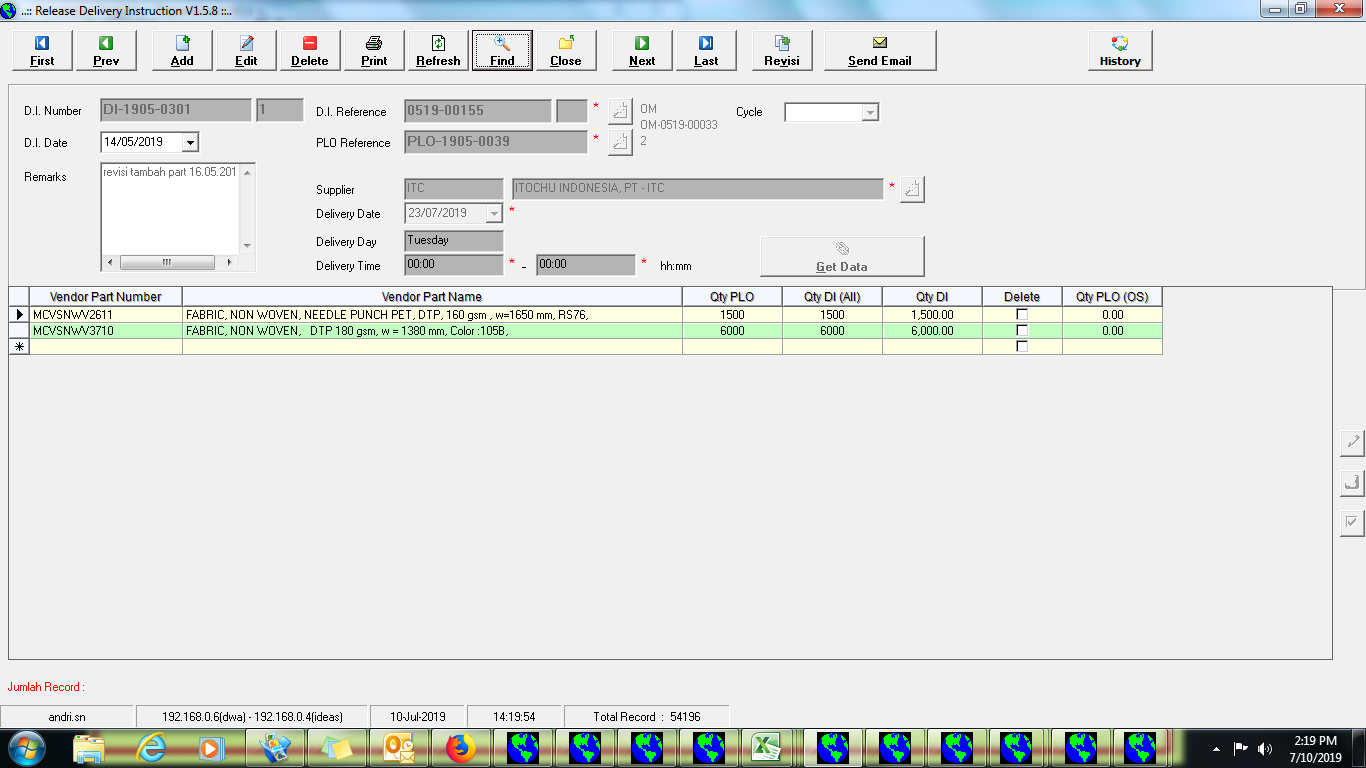 ..:: Release Delivery Instruction V1.5.8 ::..
First Prev Add Edit Delete Print Refresh Find Close Next Last Revisi Send Email History
D.I. Number DI-1905-0301 1 D.I. Reference 0519-00155 * OM Cycle
OM-0519-00033
D.I. Date 14/05/2019 PLO Reference PLO-1905-0039 * 2
Remarks revisi tambah part 16.05.201
Supplier ITC ITOCHU INDONESIA, PT - ITC *
Delivery Date 23/07/2019 *
Delivery Day Tuesday
Delivery Time 00:00 * - 00:00 * hh:mm Get Data
Vendor Part Number Vendor Part Name Qty PLO Qty DI (All) Qty DI Delete Qty PLO (OS)
MCVSNWV2611 FABRIC, NON WOVEN, NEEDLE PUNCH PET, DTP, 160 gsm , w=1650 mm, RS76, 1500 1500 1,500.00 0.00
MCVSNWV3710 FABRIC, NON WOVEN, DTP 180 gsm, w = 1380 mm, Color :105B, 6000 6000 6,000.00 0.00
Jumlah Record :
andri.sn 192.168.0.6(dwa) - 192.168.0.4(ideas) 10-Jul-2019 14:19:54 Total Record : 54196
2:19 PM
7/10/2019